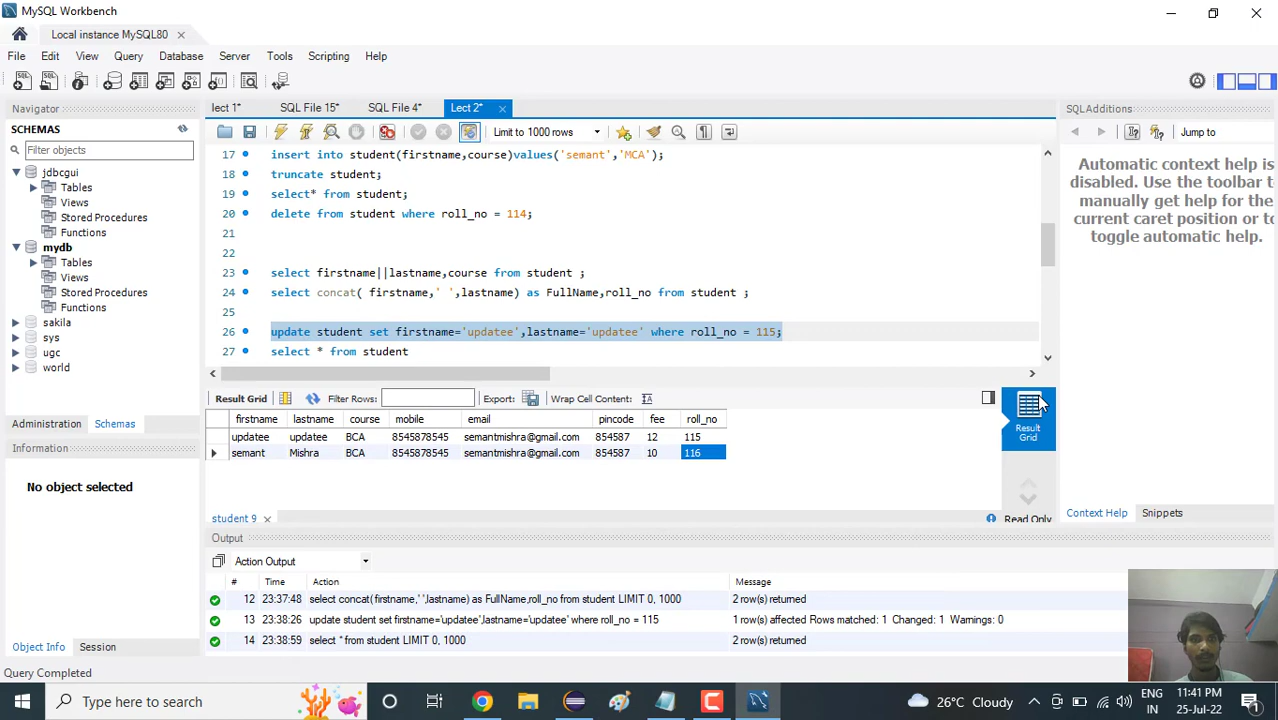 MySQL Workbench
Local instance MySQL80
File Edit View Query Database Server Tools Scripting Help
Navigator
SCHEMAS
Filter objects
jdbcgui
Tables
Views
Stored Procedures
Functions
mydb
Tables
Views
Stored Procedures
Functions
sakila
sys
ugc
world
Administration Schemas
Information
No object selected
Object Info Session
Query Completed
lect 1* SQL File 15* SQL File 4* Lect 2*
Limit to 1000 rows
17 insert into student(firstname,course)values('semant','MCA');
18 truncate student;
19 select* from student;
20 delete from student where roll_no = 114;
21
22
23 select firstname||lastname,course from student ;
24 select concat( firstname,' ',lastname) as FullName,roll_no from student ;
25
26 update student set firstname='updatee',lastname='updatee' where roll_no = 115;
27 select * from student
Result Grid Filter Rows: Export: Wrap Cell Content:
firstname lastname course mobile email pincode fee roll_no
updatee updatee BCA 8545878545 semantmishra@gmail.com 854587 12 115
semant Mishra BCA 8545878545 semantmishra@gmail.com 854587 10 116
Result
Grid
student 9
Read Only
Output
Action Output
# Time Action Message
12 23:37:48 select concat( firstname,' ',lastname) as FullName,roll_no from student LIMIT 0, 1000 2 row(s) returned
13 23:38:26 update student set firstname='updatee',lastname='updatee' where roll_no = 115 1 row(s) affected Rows matched: 1 Changed: 1 Warnings: 0
14 23:38:59 select * from student LIMIT 0, 1000 2 row(s) returned
SQLAdditions
Jump to
Automatic context help is
disabled. Use the toolbar to
manually get help for the
current caret position or to
toggle automatic help.
Context Help Snippets
Type here to search
26°C Cloudy
ENG
IN
11:41 PM
25-Jul-22
1